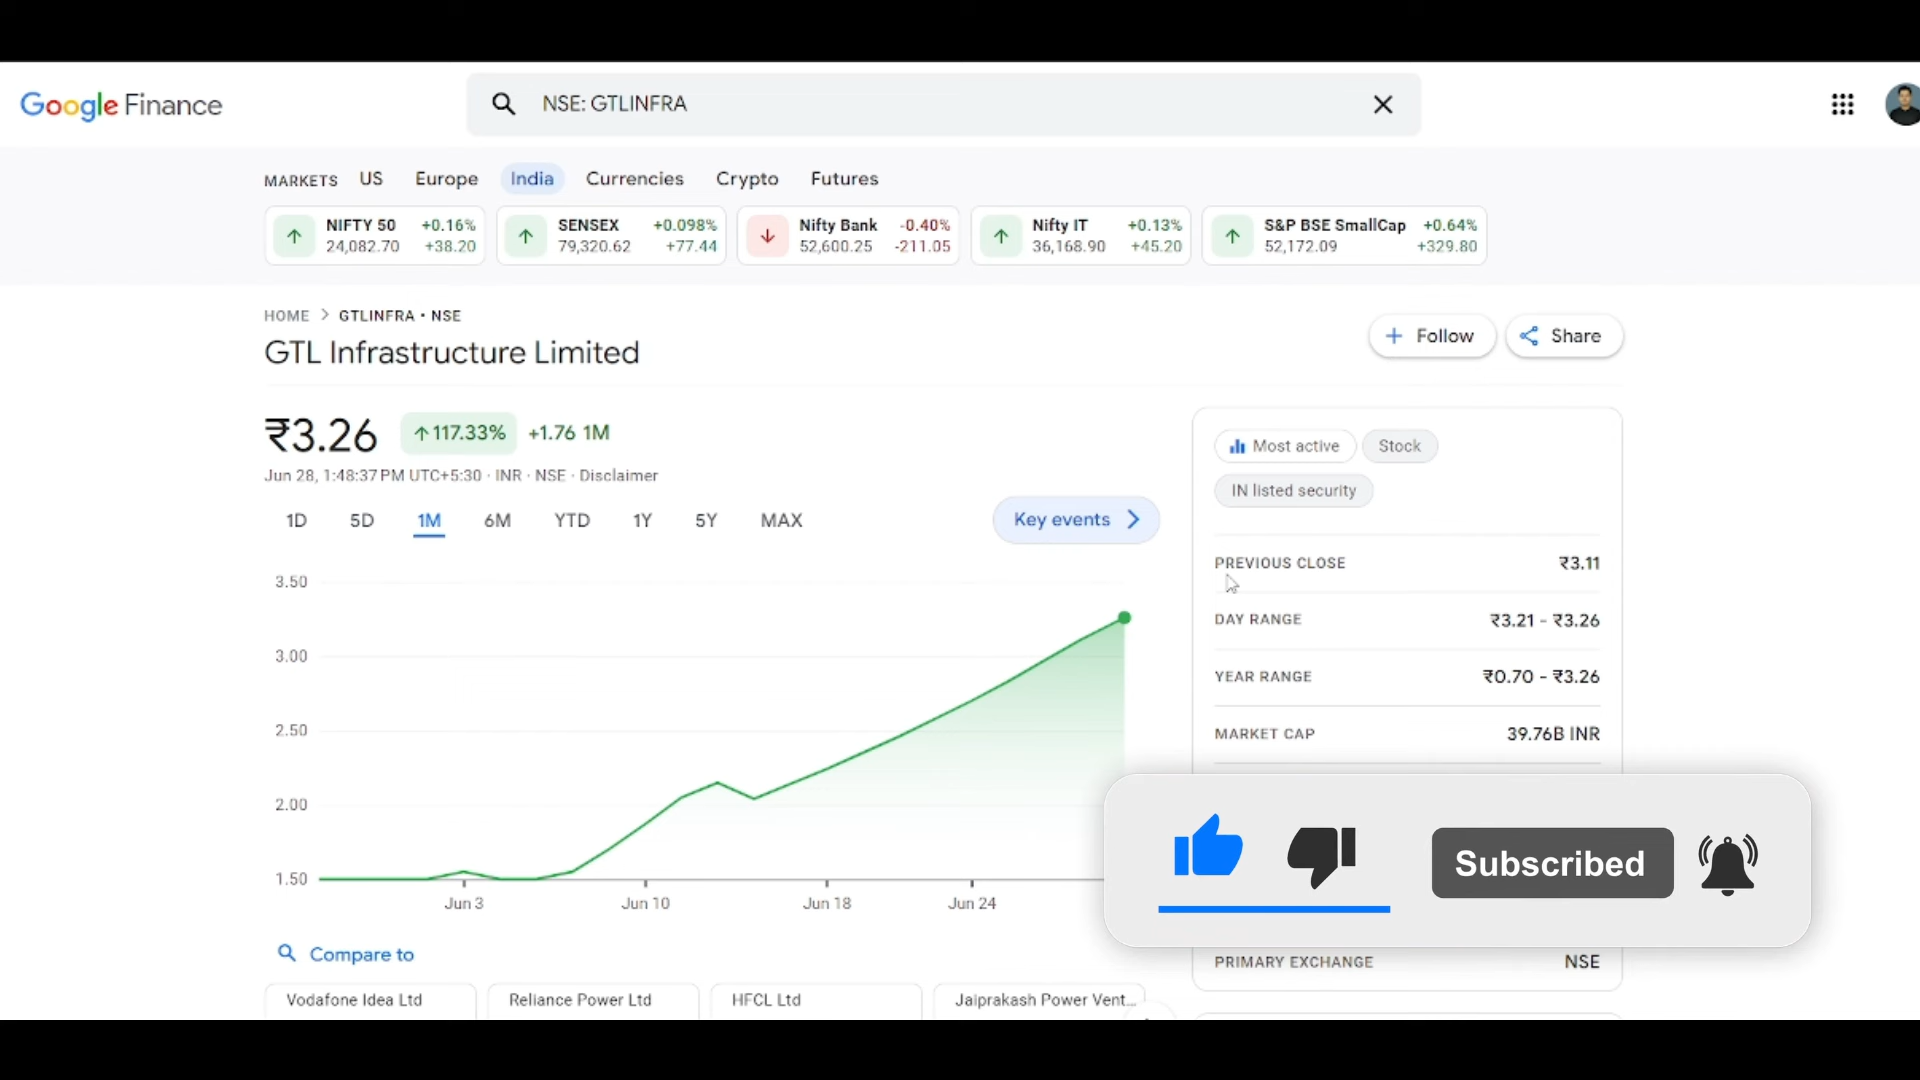 Google Finance
NSE: GTLINFRA
MARKETS US Europe India Currencies Crypto Futures
NIFTY 50 +0.16%
24,082.70 +38.20
SENSEX +0.098%
79,320.62 +77.44
Nifty Bank -0.40%
52,600.25 -211.05
Nifty IT +0.13%
36,168.90 +45.20
S&P BSE SmallCap +0.64%
52,172.09 +329.80
HOME > GTLINFRA • NSE
GTL Infrastructure Limited
Follow
Share
₹3.26 ↑117.33% +1.76 1M
Jun 28, 1:48:37 PM UTC+5:30 · INR · NSE · Disclaimer
1D 5D 1M 6M YTD 1Y 5Y MAX
Key events
3.50
3.00
2.50
2.00
1.50
Jun 3 Jun 10 Jun 18 Jun 24
Most active
Stock
IN listed security
PREVIOUS CLOSE ₹3.11
DAY RANGE ₹3.21 - ₹3.26
YEAR RANGE ₹0.70 - ₹3.26
MARKET CAP 39.76B INR
Subscribed
PRIMARY EXCHANGE NSE
Compare to
Vodafone Idea Ltd
Reliance Power Ltd
HFCL Ltd
Jaiprakash Power Vent...